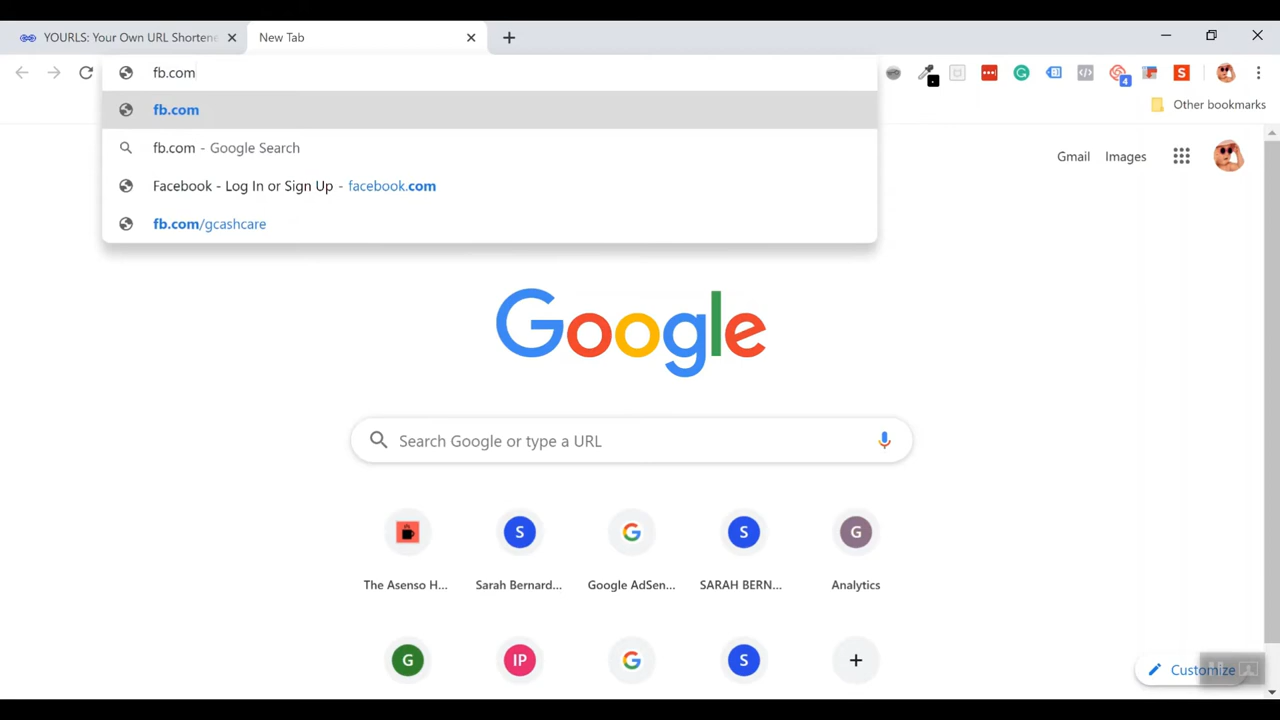 YOURLS: Your Own URL Shortene
New Tab
fb.com
4
fb.com
Other bookmarks
fb.com - Google Search
Gmail
Images
Facebook - Log In or Sign Up - facebook.com
fb.com/gcashcare
Google
Search Google or type a URL
S
S
G
The Asenso H...
Sarah Bernard...
Google AdSen...
SARAH BERN...
Analytics
G
IP
S
Customize